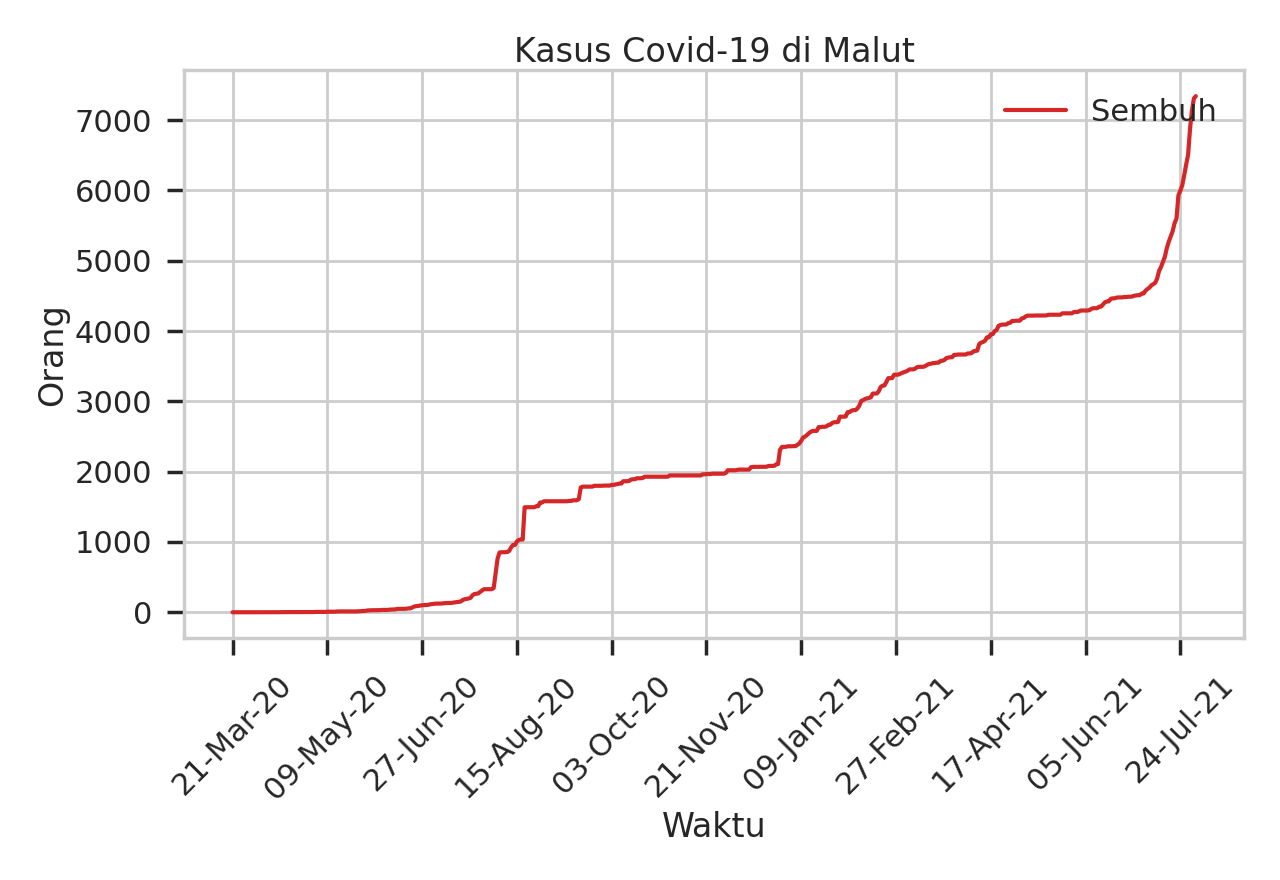 Kasus Covid-19 di Malut
Sembuh
7000
6000
5000
4000
3000
2000
1000
0
Orang
21-Mar-20
09-May-20
27-Jun-20
15-Aug-20
03-Oct-20
21-Nov-20
09-Jan-21
27-Feb-21
17-Apr-21
05-Jun-21
24-Jul-21
Waktu